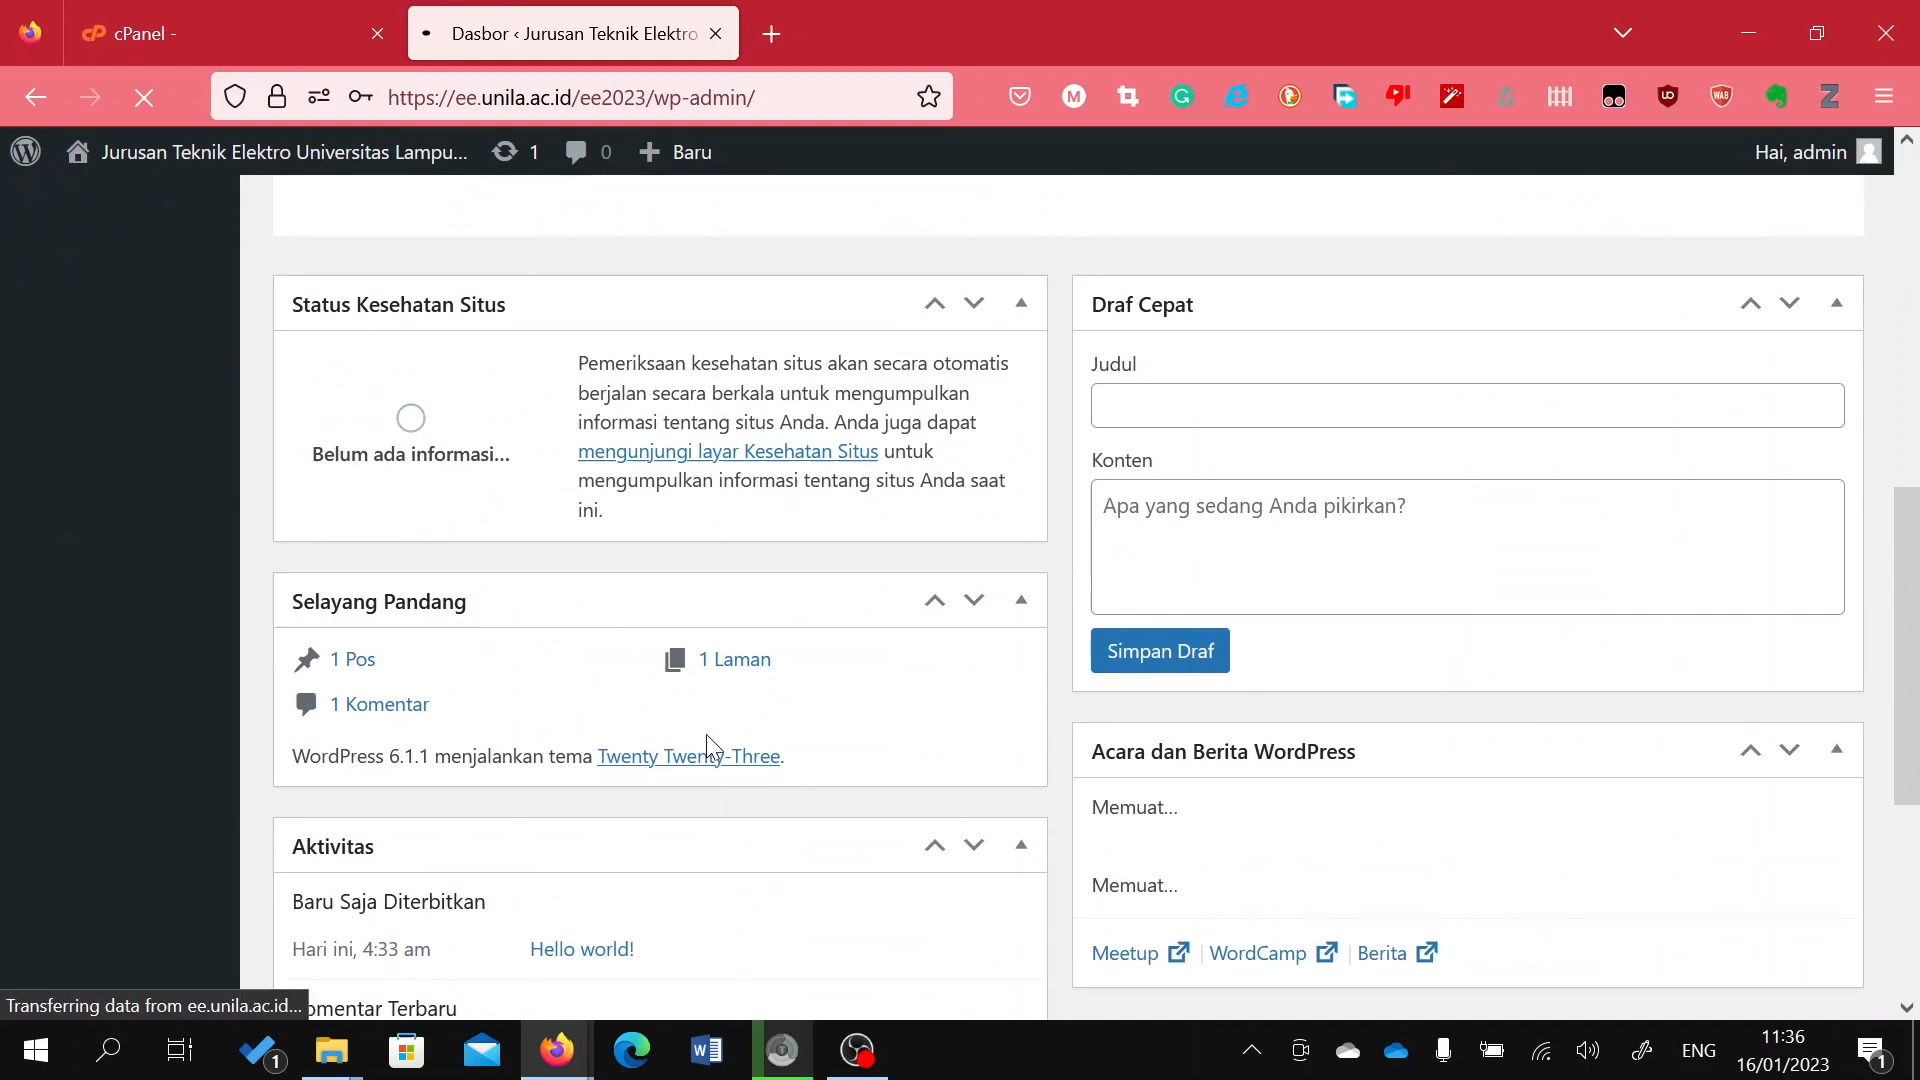 cPanel -
Dasbor ‹ Jurusan Teknik Elektro
https://ee.unila.ac.id/ee2023/wp-admin/
Jurusan Teknik Elektro Universitas Lampu... 1 0 Baru
Hai, admin
Status Kesehatan Situs
Belum ada informasi...
Pemeriksaan kesehatan situs akan secara otomatis
berjalan secara berkala untuk mengumpulkan
informasi tentang situs Anda. Anda juga dapat
mengunjungi layar Kesehatan Situs untuk
mengumpulkan informasi tentang situs Anda saat
ini.
Selayang Pandang
1 Pos
1 Laman
1 Komentar
WordPress 6.1.1 menjalankan tema Twenty Twenty-Three.
Aktivitas
Baru Saja Diterbitkan
Hari ini, 4:33 am
Hello world!
omentar Terbaru
Draf Cepat
Judul
Konten
Apa yang sedang Anda pikirkan?
Simpan Draf
Acara dan Berita WordPress
Memuat...
Memuat...
Meetup | WordCamp | Berita
Transferring data from ee.unila.ac.id...
1
ENG
11:36
16/01/2023
1